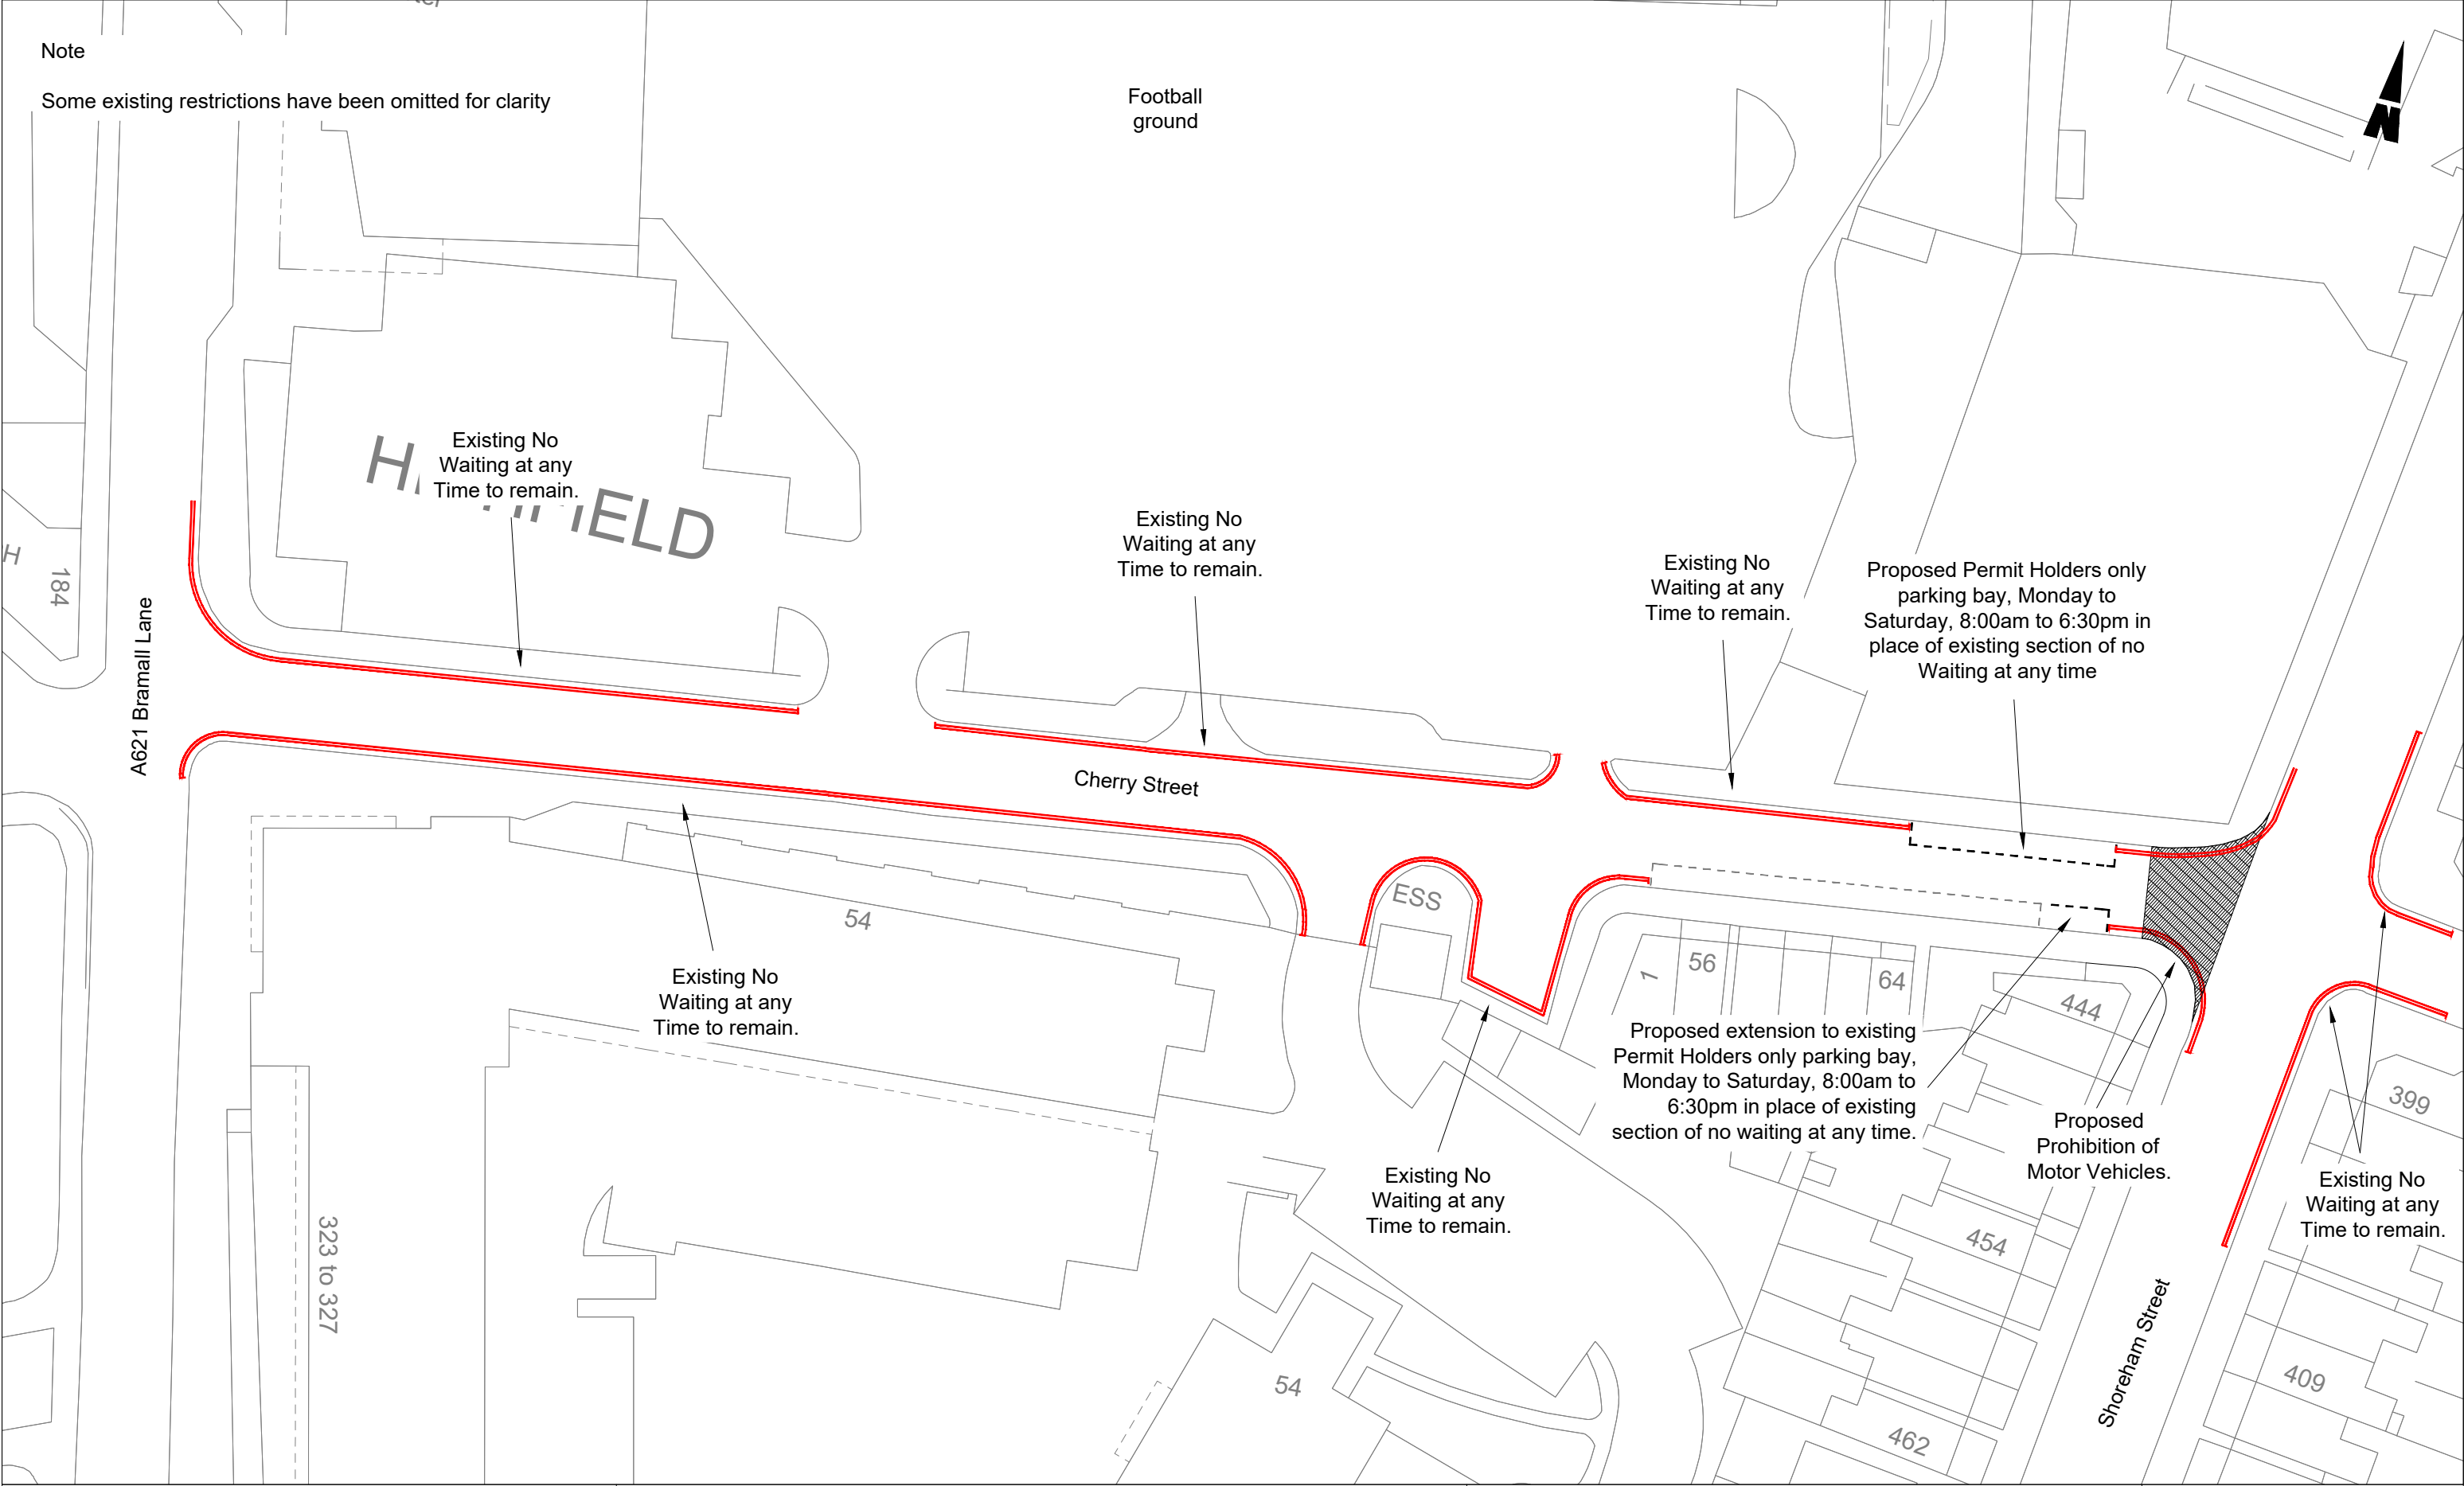 Note
Some existing restrictions have been omitted for clarity
Football
ground
N
Existing No
Waiting at any
Time to remain.
Existing No
Waiting at any
Time to remain.
Existing No
Waiting at any
Time to remain.
Proposed Permit Holders only
parking bay, Monday to
Saturday, 8:00am to 6:30pm in
place of existing section of no
Waiting at any time
H
184
A621 Bramall Lane
Cherry Street
54
ESS
1
56
64
444
Existing No
Waiting at any
Time to remain.
Proposed extension to existing
Permit Holders only parking bay,
Monday to Saturday, 8:00am to
6:30pm in place of existing
section of no waiting at any time.
Proposed
Prohibition of
Motor Vehicles.
399
Existing No
Waiting at any
Time to remain.
Existing No
Waiting at any
Time to remain.
323 to 327
454
54
Shoreham Street
409
462